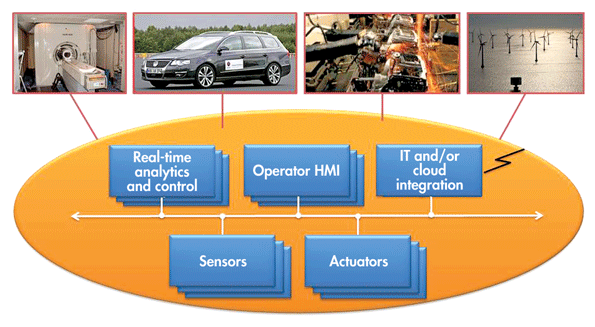 Real-time
analytics
and control
Operator HMI
IT and/or
cloud
integration
Sensors
Actuators